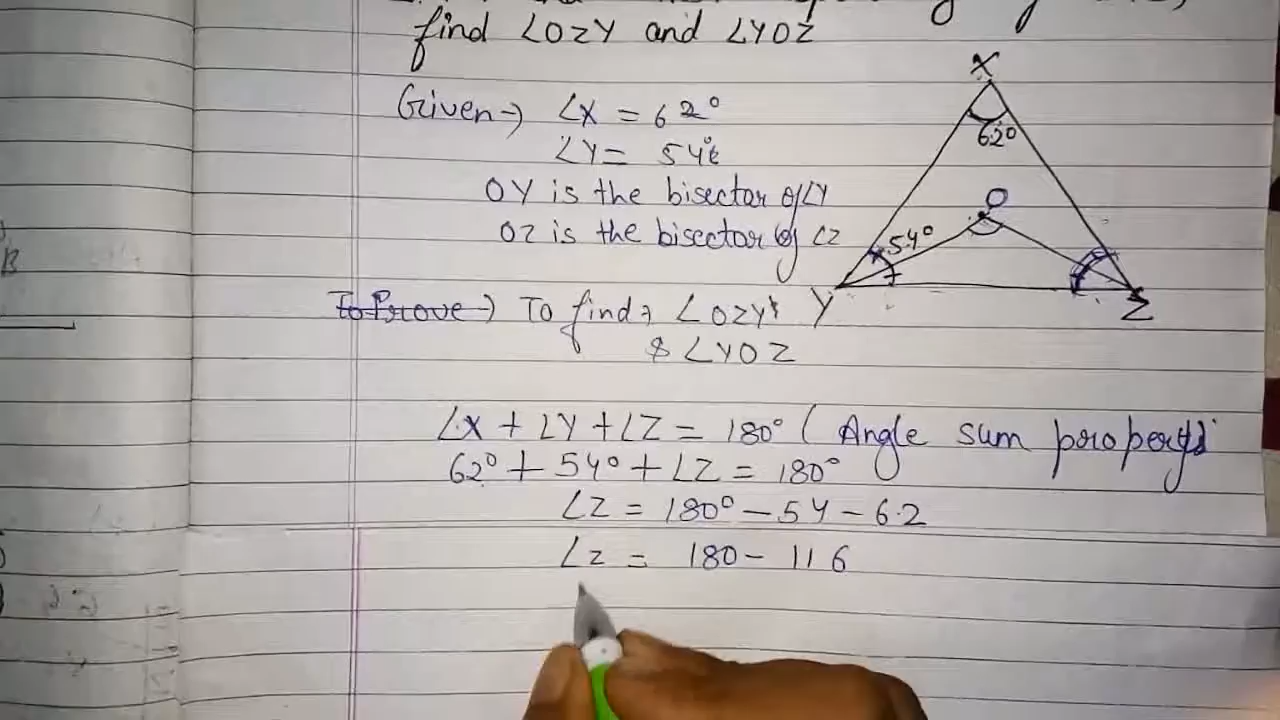 find ∠OZY and ∠YOZ
Given → ∠X = 62°
∠Y = 54°
OY is the bisector of ∠Y
OZ is the bisector of ∠Z
X
62°
O
54°
Y
Z
To Prove → To find → ∠OZY
& ∠YOZ
∠X + ∠Y + ∠Z = 180° ( Angle sum property)
62° + 54° + ∠Z = 180°
∠Z = 180° - 54 - 62
∠Z = 180 - 116